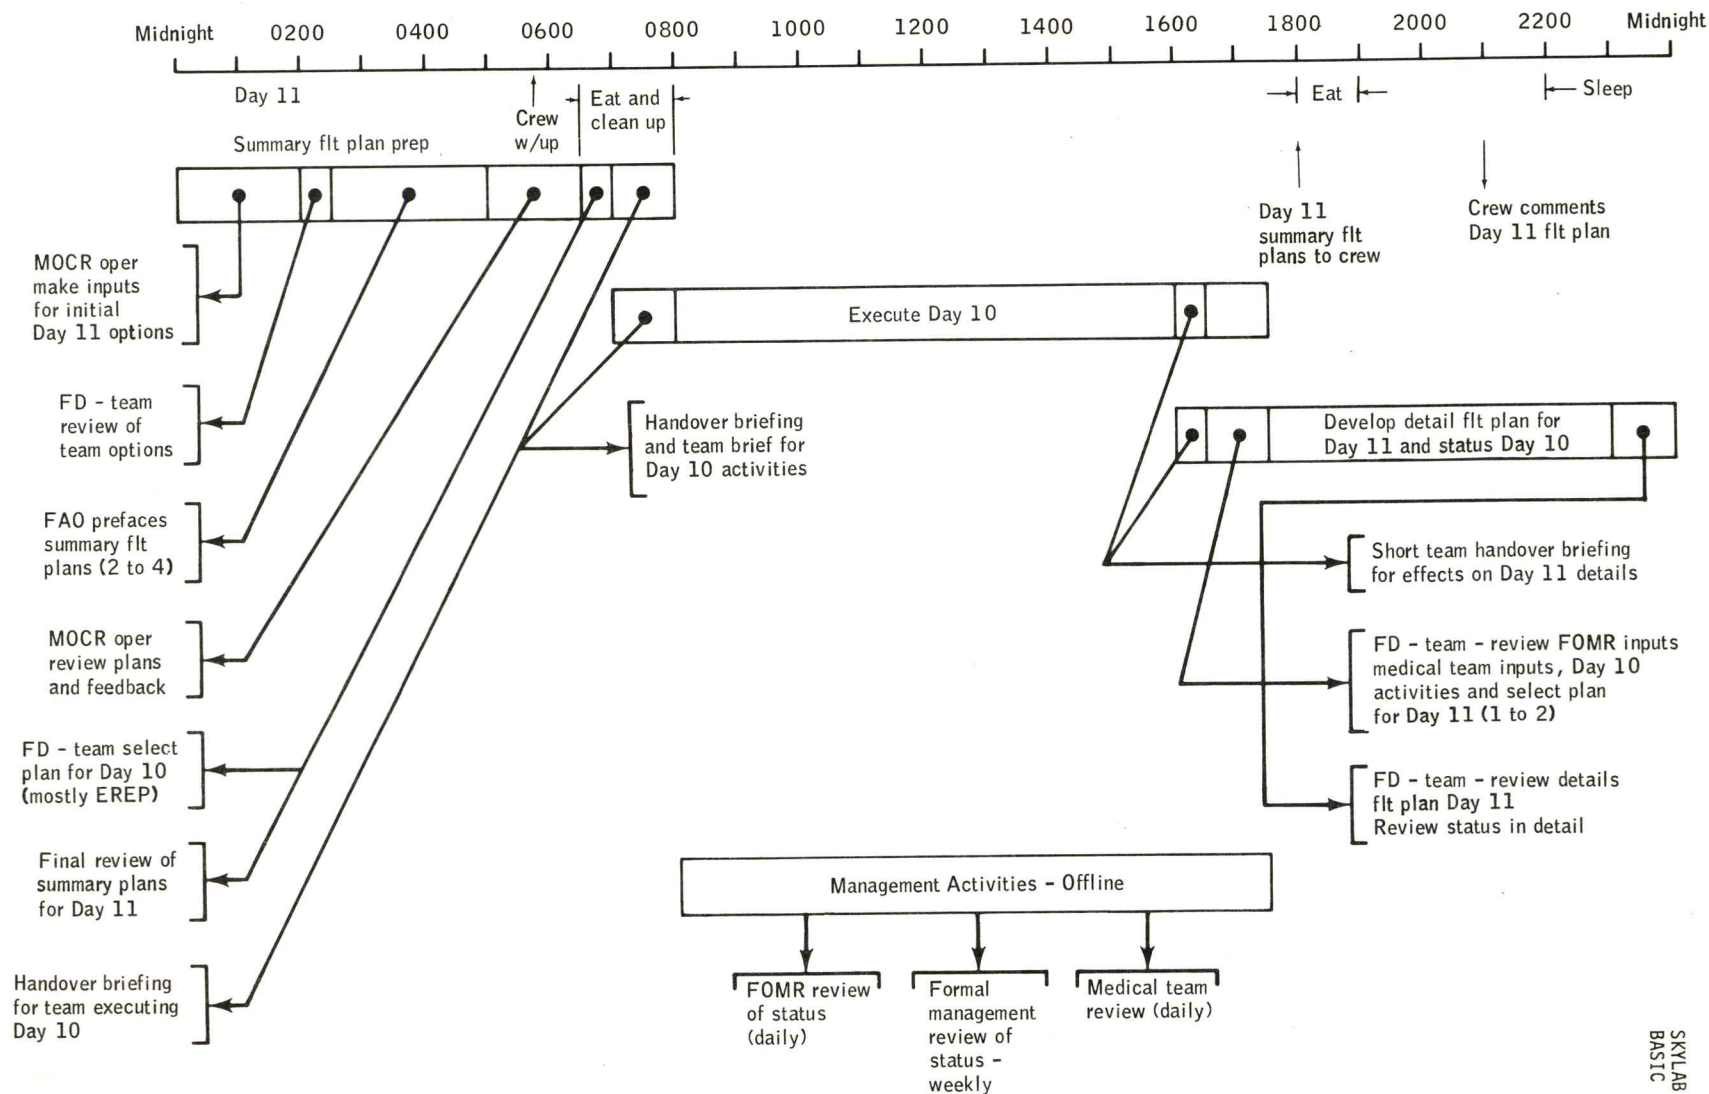 Midnight 0200 0400 0600 0800 1000 1200 1400 1600 1800 2000 2200 Midnight
Day 11
Summary flt plan prep
Crew
w/up
Eat and
clean up
Eat
Sleep
Day 11
summary flt
plans to crew
Crew comments
Day 11 flt plan
MOCR oper
make inputs
for initial
Day 11 options
FD - team
review of
team options
FAO prefaces
summary flt
plans (2 to 4)
MOCR oper
review plans
and feedback
FD - team select
plan for Day 10
(mostly EREP)
Final review of
summary plans
for Day 11
Handover briefing
for team executing
Day 10
Execute Day 10
Handover briefing
and team brief for
Day 10 activities
Develop detail flt plan for
Day 11 and status Day 10
Short team handover briefing
for effects on Day 11 details
FD - team - review FOMR inputs
medical team inputs, Day 10
activities and select plan
for Day 11 (1 to 2)
FD - team - review details
flt plan Day 11
Review status in detail
Management Activities - Offline
FOMR review
of status
(daily)
Formal
management
review of
status -
weekly
Medical team
review (daily)
SKYLAB
BASIC